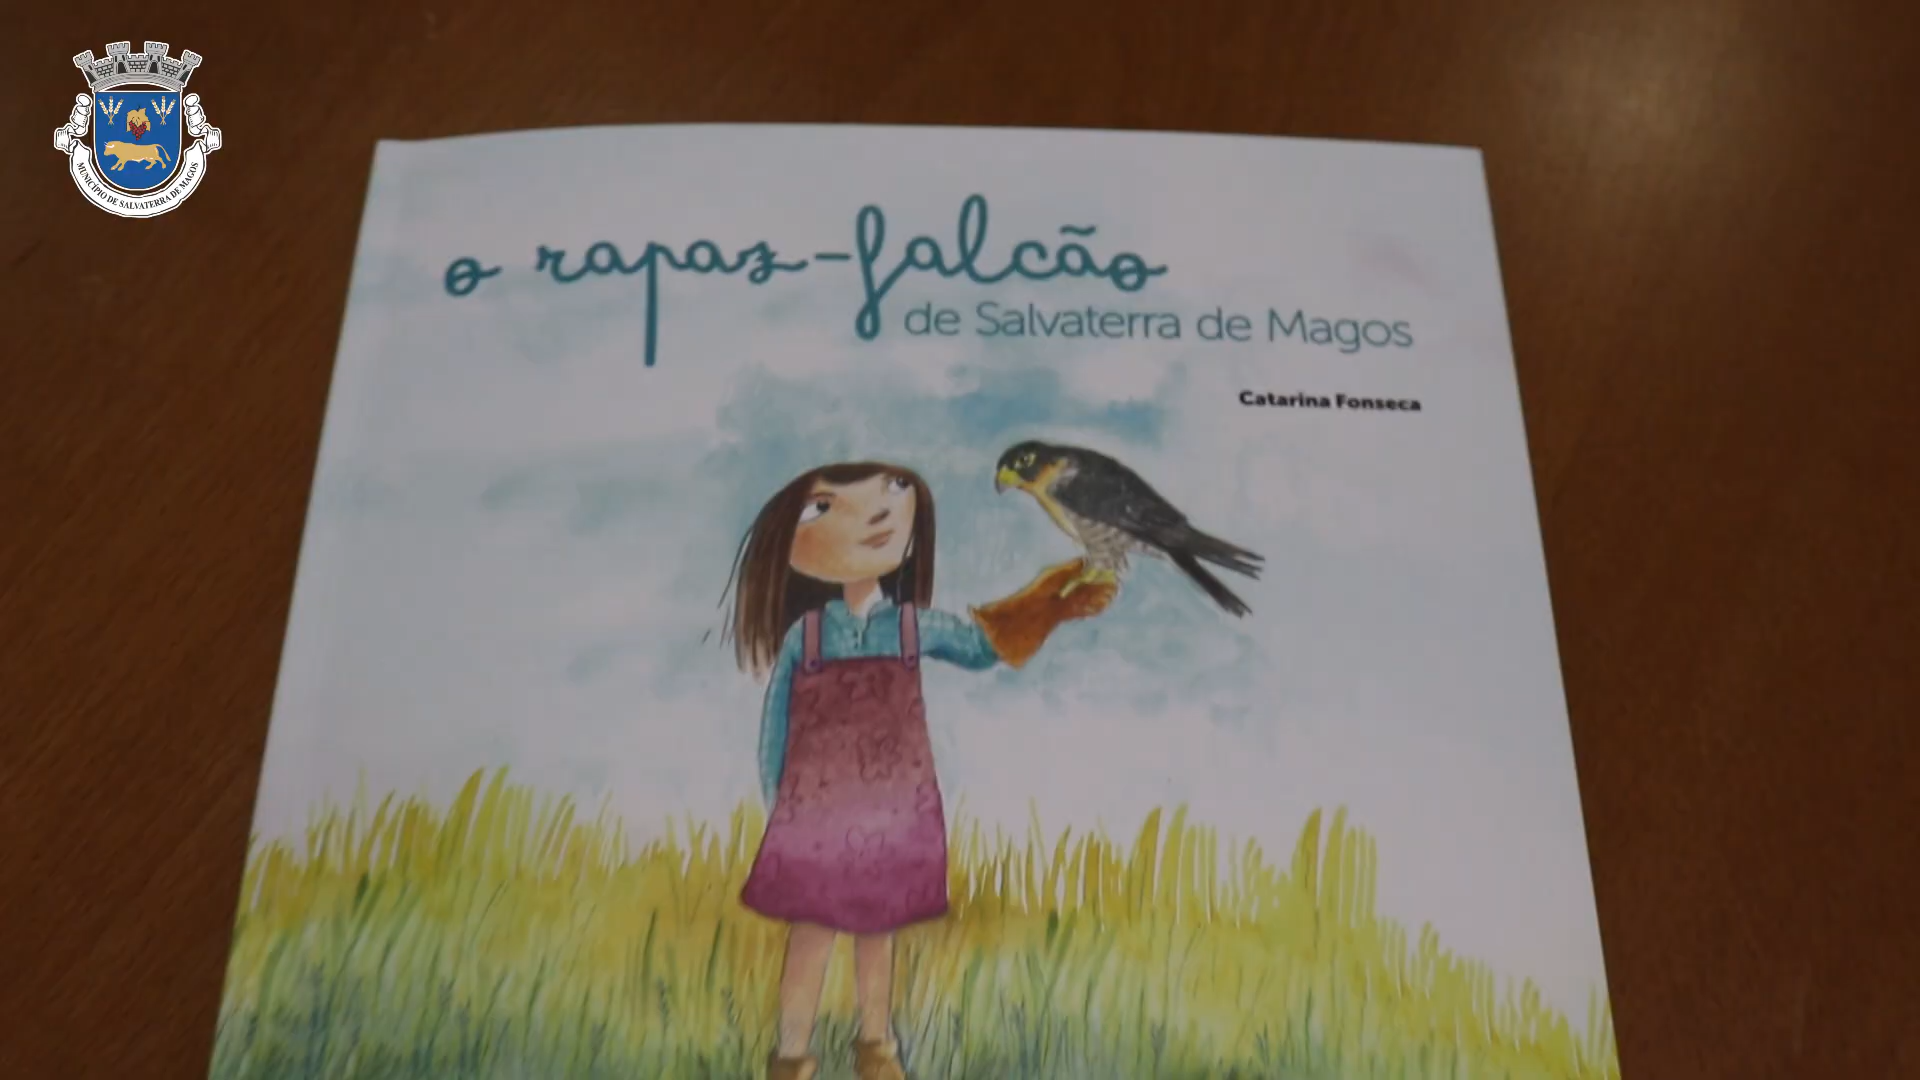 MUNICÍPIO DE SALVATERRA DE MAGOS
o rapaz-falcão
de Salvaterra de Magos
Catarina Fonseca